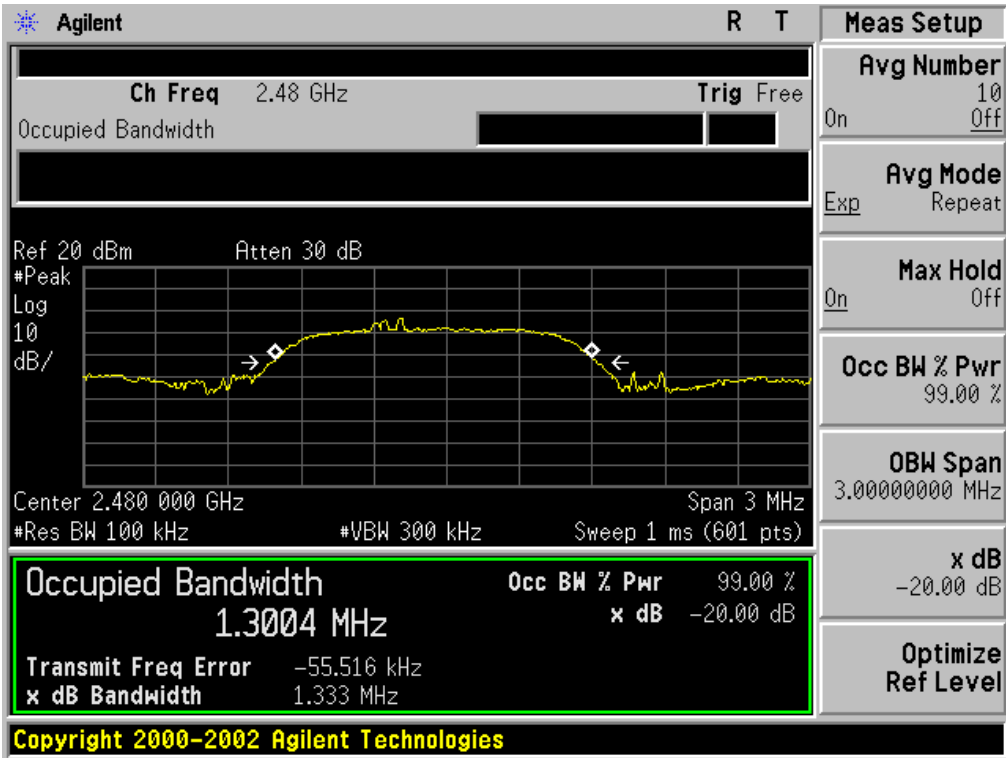 Agilent R T
Ch Freq 2.48 GHz Trig Free
Occupied Bandwidth
Ref 20 dBm Atten 30 dB
#Peak
Log
10
dB/
Center 2.480 000 GHz Span 3 MHz
#Res BW 100 kHz #VBW 300 kHz Sweep 1 ms (601 pts)
Occupied Bandwidth Occ BW % Pwr 99.00 %
1.3004 MHz x dB -20.00 dB
Transmit Freq Error -55.516 kHz
x dB Bandwidth 1.333 MHz
Copyright 2000-2002 Agilent Technologies
Meas Setup
Avg Number
10
On Off
Avg Mode
Exp Repeat
Max Hold
On Off
Occ BW % Pwr
99.00 %
OBW Span
3.00000000 MHz
x dB
-20.00 dB
Optimize
Ref Level